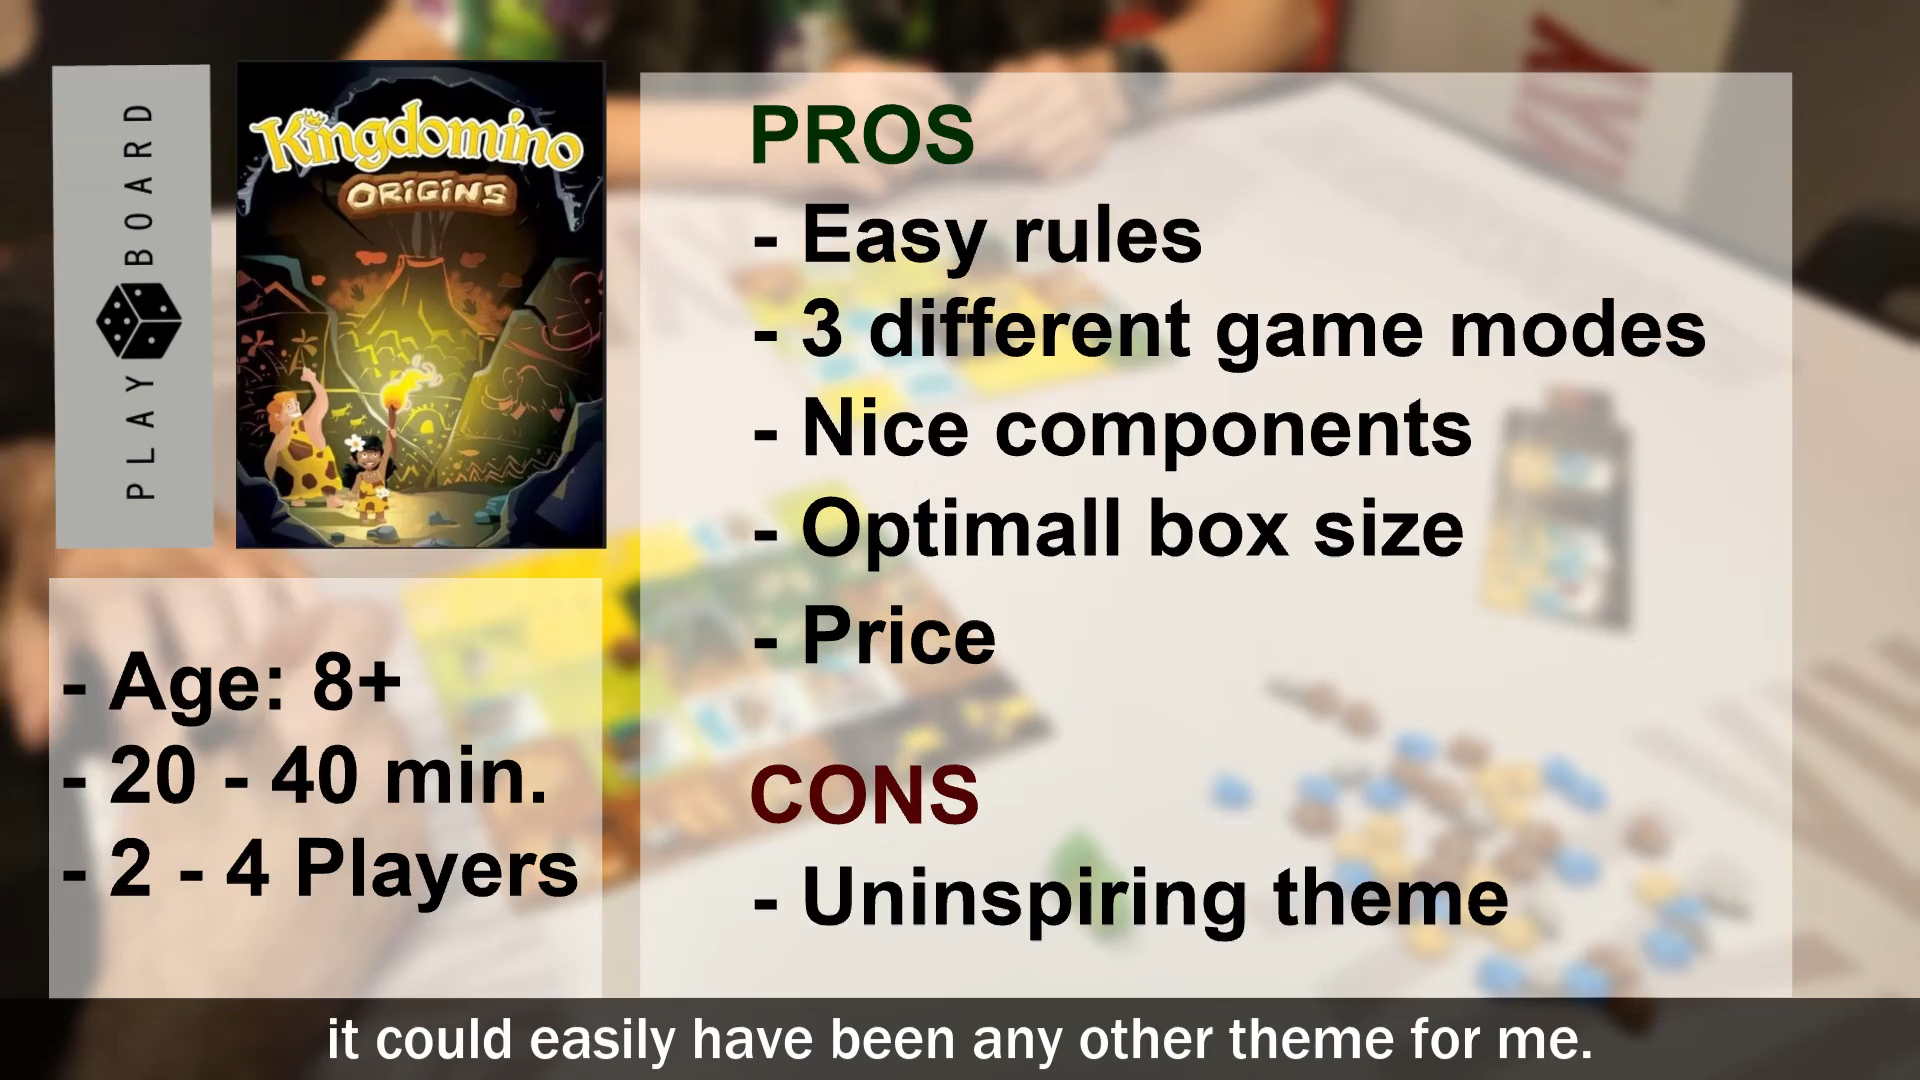 PLAY BOARD
Kingdomino
ORIGINS
- Age: 8+
- 20 - 40 min.
- 2 - 4 Players
PROS
- Easy rules
- 3 different game modes
- Nice components
- Optimall box size
- Price
CONS
- Uninspiring theme
it could easily have been any other theme for me.